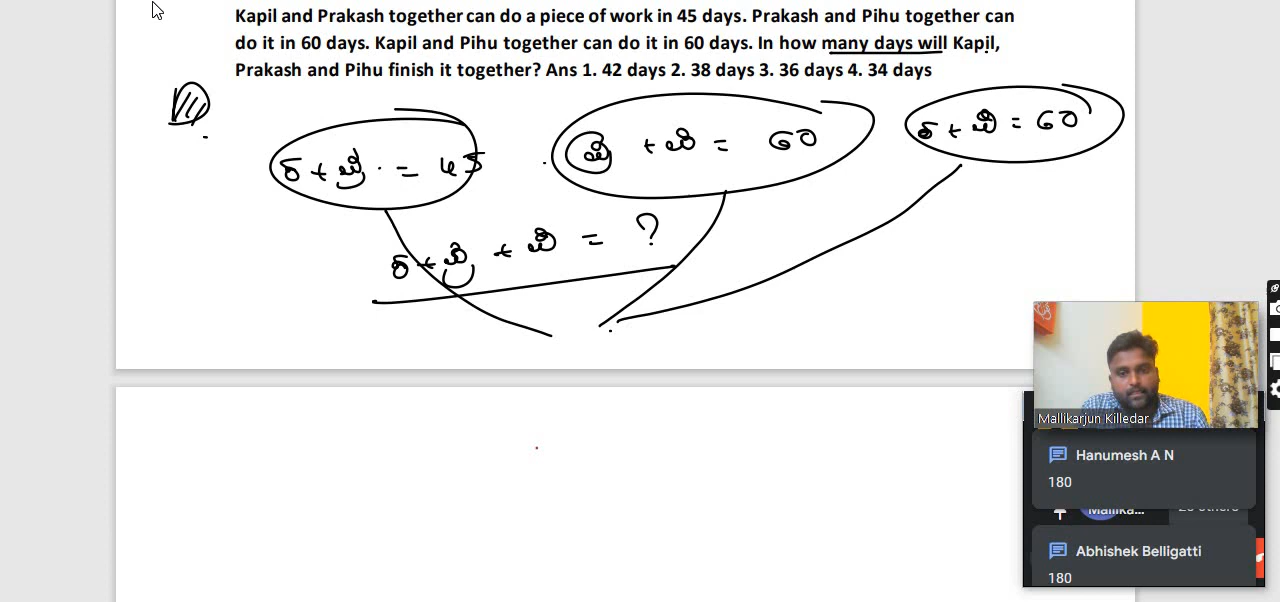 Kapil and Prakash together can do a piece of work in 45 days. Prakash and Pihu together can
do it in 60 days. Kapil and Pihu together can do it in 60 days. In how many days will Kapil,
Prakash and Pihu finish it together? Ans 1. 42 days 2. 38 days 3. 36 days 4. 34 days
= 45
= 60
= 60
= ?
Mallikarjun Killedar
Hanumesh A N
180
Mallika...
Abhishek Belligatti
180